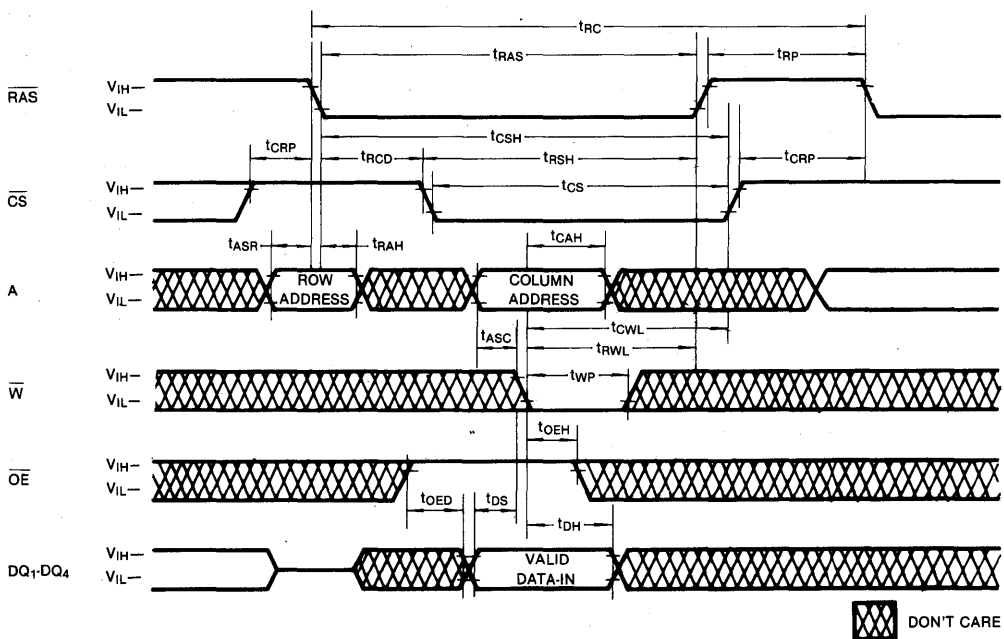 tRC
tRAS
tRP
RAS
VIH—
VIL—
tCSH
tCRP
tRCD
tRSH
tCRP
CS
VIH—
VIL—
tCS
tASR
tRAH
tCAH
A
VIH—
VIL—
ROW
ADDRESS
COLUMN
ADDRESS
tCWL
tASC
tRWL
W
VIH—
VIL—
tWP
tOEH
OE
VIH—
VIL—
tOED
tDS
tDH
DQ1-DQ4
VIH—
VIL—
VALID
DATA-IN
DON'T CARE